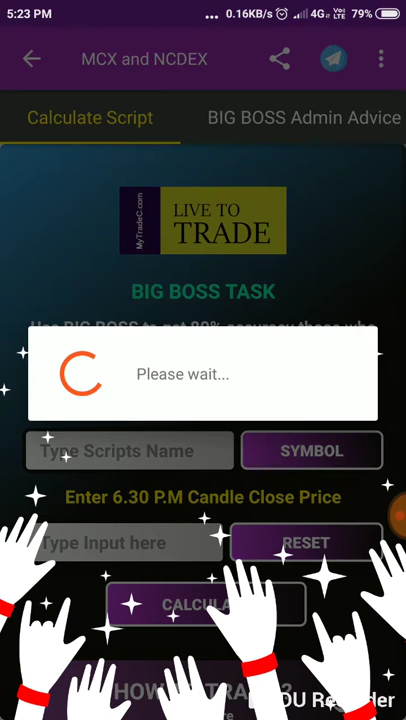 5:23 PM
... 0.16KB/s 4G Vo LTE 79%
MCX and NCDEX
Calculate Script
BIG BOSS Admin Advice
MyTradeC.com
LIVE TO
TRADE
BIG BOSS TASK
Please wait...
Type Scripts Name
SYMBOL
Enter 6.30 P.M Candle Close Price
Type Input here
RESET